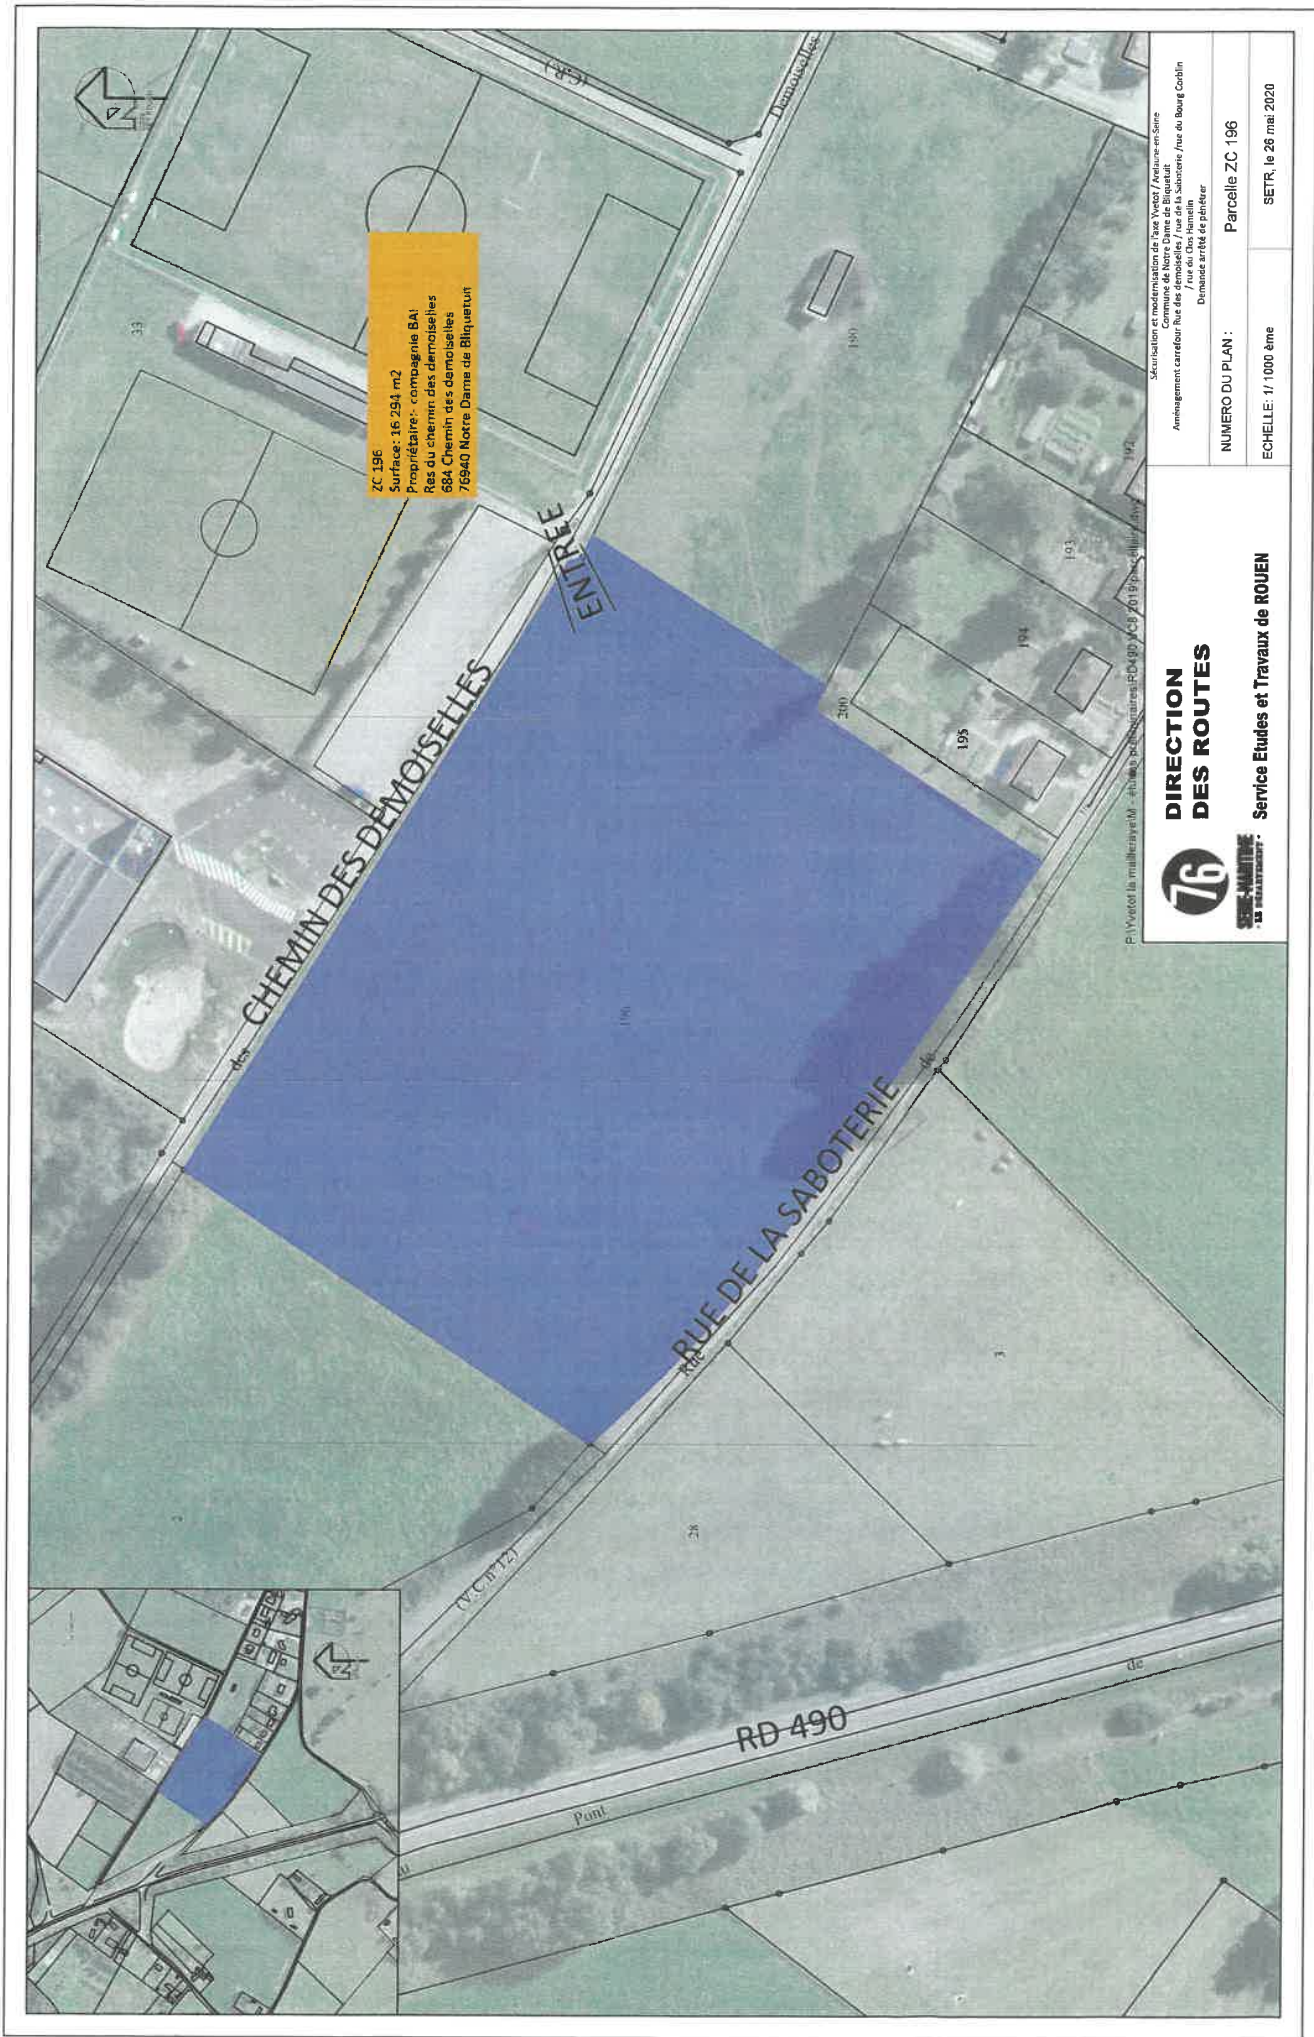 ZC 196
Surface: 16 294 m2
Propriétaire:- compagnie BAI
Res du chemin des demoiselles
684 Chemin des demoiselles
76940 Notre Dame de Bliquetuit
CHEMIN DES DEMOISELLES
des
Demoiselles
(C.R.)
ENTREE
RUE DE LA SABOTERIE
Rue
de
(V.C.n°12)
RD 490
Pont
de
33
190
192
193
194
195
196
200
2
3
28
Sécurisation et modernisation de l'axe Yvetot / Arelaune-en-Seine
Commune de Notre Dame de Bliquetuit
Aménagement carrefour Rue des demoiselles / rue de la Saboterie /rue du Bourg Corblin
/ rue du Clos Hamelin
Demande arrêté de pénétrer
NUMERO DU PLAN :
Parcelle ZC 196
ECHELLE: 1/ 1000 ème
SETR, le 26 mai 2020
76
SEINE-MARITIME
- LE DÉPARTEMENT -
DIRECTION
DES ROUTES
Service Etudes et Travaux de ROUEN